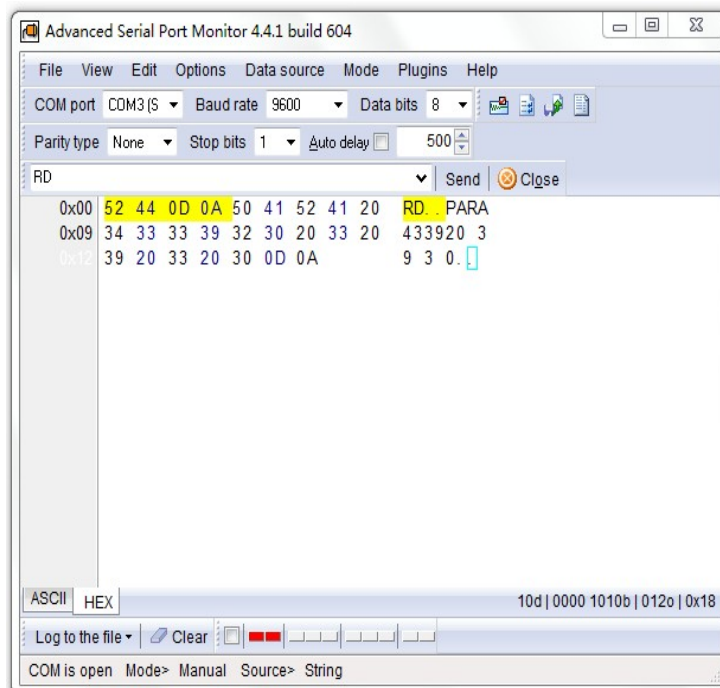 Advanced Serial Port Monitor 4.4.1 build 604
File View Edit Options Data source Mode Plugins Help
COM port COM3 (S Baud rate 9600 Data bits 8
Parity type None Stop bits 1 Auto delay 500
RD Send Close
0x00 52 44 0D 0A 50 41 52 41 20 RD. . PARA
0x09 34 33 33 39 32 30 20 33 20 433920 3
0x12 39 20 33 20 30 0D 0A 9 3 0. .
ASCII HEX 10d | 0000 1010b | 012o | 0x18
Log to the file Clear
COM is open Mode> Manual Source> String